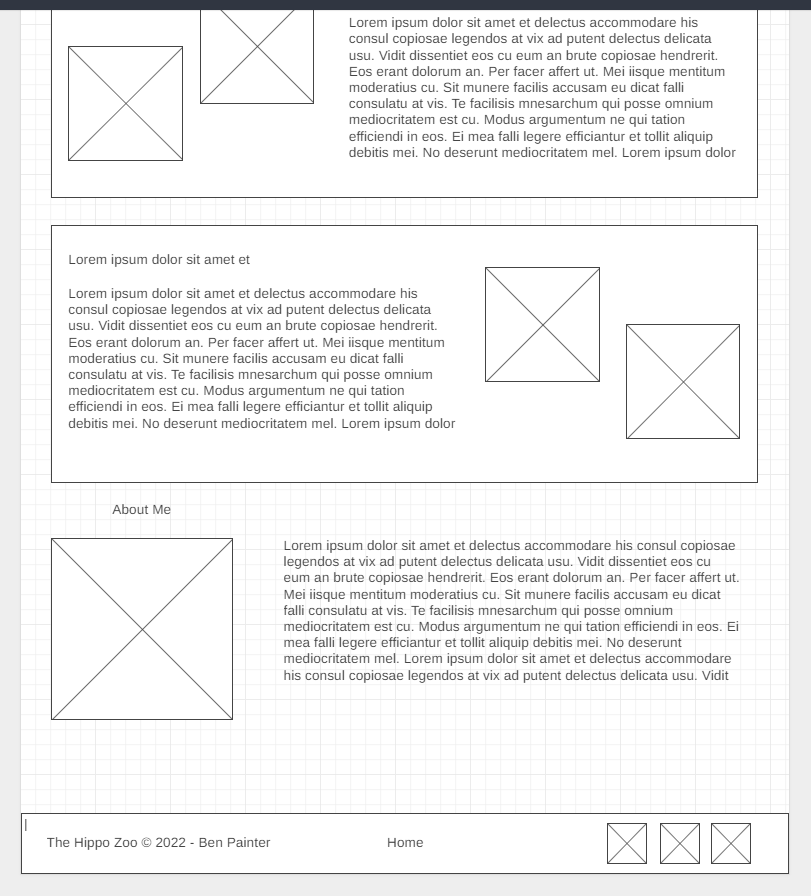 Lorem ipsum dolor sit amet et delectus accommodare his
consul copiosae legendos at vix ad putent delectus delicata
usu. Vidit dissentiet eos cu eum an brute copiosae hendrerit.
Eos erant dolorum an. Per facer affert ut. Mei iisque mentitum
moderatius cu. Sit munere facilis accusam eu dicat falli
consulatu at vis. Te facilisis mnesarchum qui posse omnium
mediocritatem est cu. Modus argumentum ne qui tation
efficiendi in eos. Ei mea falli legere efficiantur et tollit aliquip
debitis mei. No deserunt mediocritatem mel. Lorem ipsum dolor
Lorem ipsum dolor sit amet et
Lorem ipsum dolor sit amet et delectus accommodare his
consul copiosae legendos at vix ad putent delectus delicata
usu. Vidit dissentiet eos cu eum an brute copiosae hendrerit.
Eos erant dolorum an. Per facer affert ut. Mei iisque mentitum
moderatius cu. Sit munere facilis accusam eu dicat falli
consulatu at vis. Te facilisis mnesarchum qui posse omnium
mediocritatem est cu. Modus argumentum ne qui tation
efficiendi in eos. Ei mea falli legere efficiantur et tollit aliquip
debitis mei. No deserunt mediocritatem mel. Lorem ipsum dolor
About Me
Lorem ipsum dolor sit amet et delectus accommodare his consul copiosae
legendos at vix ad putent delectus delicata usu. Vidit dissentiet eos cu
eum an brute copiosae hendrerit. Eos erant dolorum an. Per facer affert ut.
Mei iisque mentitum moderatius cu. Sit munere facilis accusam eu dicat
falli consulatu at vis. Te facilisis mnesarchum qui posse omnium
mediocritatem est cu. Modus argumentum ne qui tation efficiendi in eos. Ei
mea falli legere efficiantur et tollit aliquip debitis mei. No deserunt
mediocritatem mel. Lorem ipsum dolor sit amet et delectus accommodare
his consul copiosae legendos at vix ad putent delectus delicata usu. Vidit
The Hippo Zoo © 2022 - Ben Painter
Home